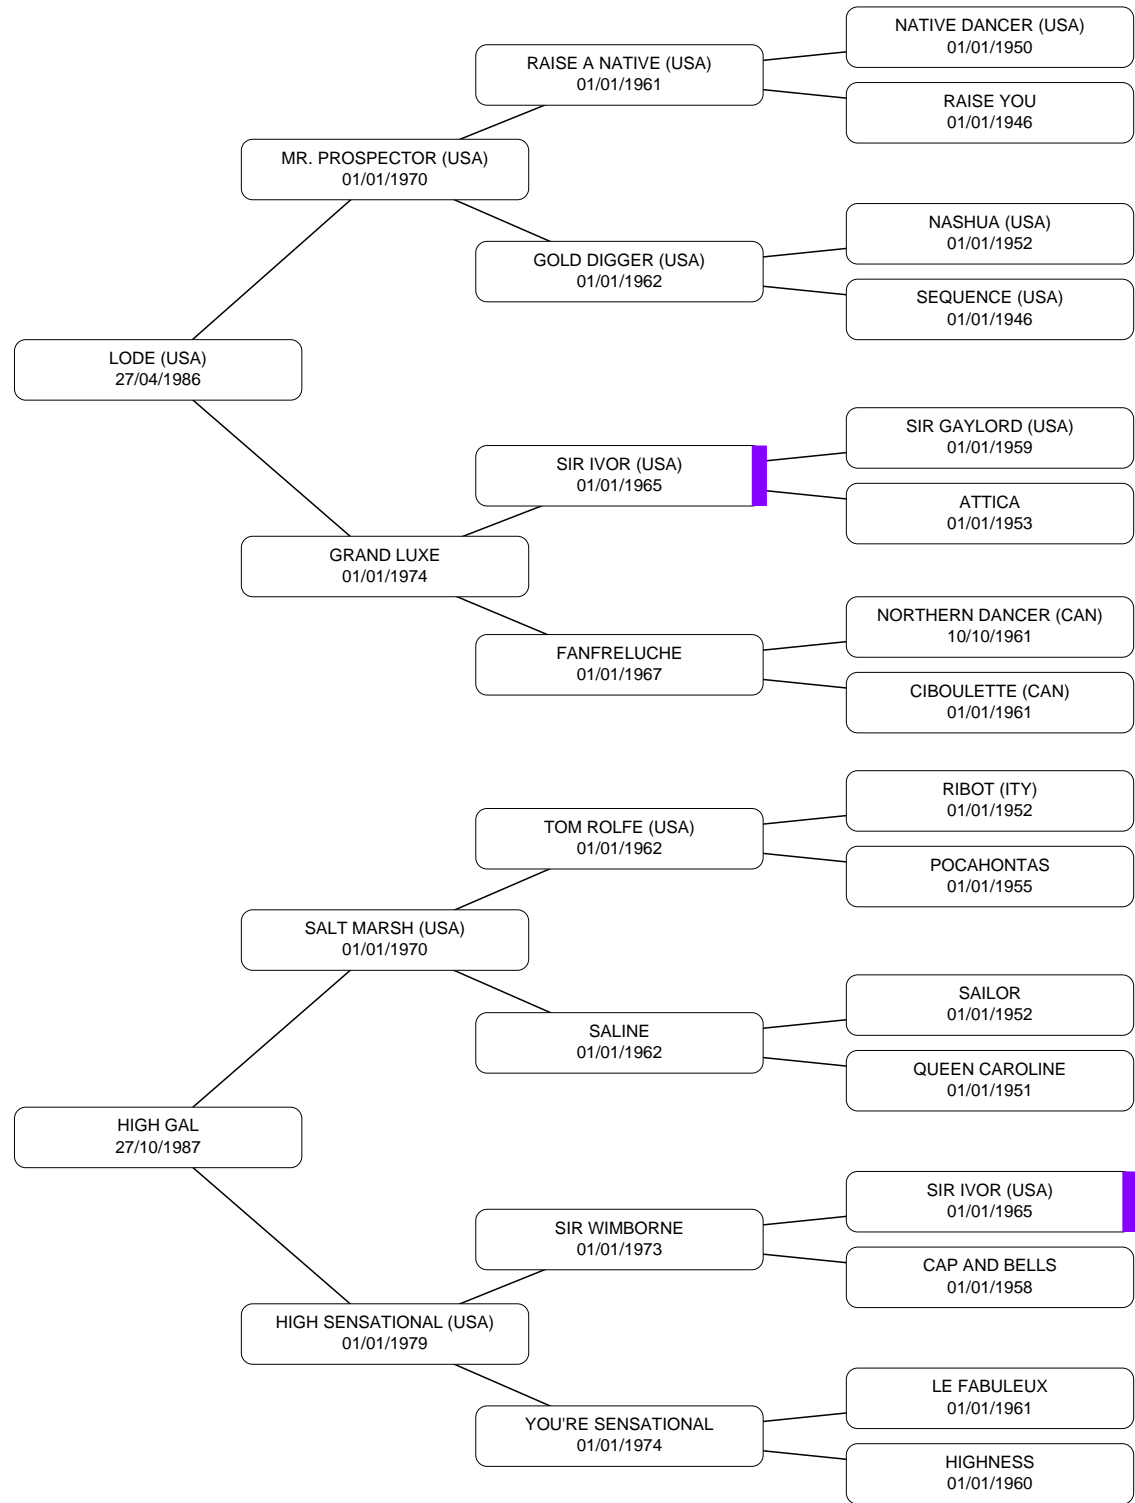 NATIVE DANCER (USA)
01/01/1950
RAISE A NATIVE (USA)
01/01/1961
RAISE YOU
01/01/1946
MR. PROSPECTOR (USA)
01/01/1970
NASHUA (USA)
01/01/1952
GOLD DIGGER (USA)
01/01/1962
SEQUENCE (USA)
01/01/1946
LODE (USA)
27/04/1986
SIR GAYLORD (USA)
01/01/1959
SIR IVOR (USA)
01/01/1965
ATTICA
01/01/1953
GRAND LUXE
01/01/1974
NORTHERN DANCER (CAN)
10/10/1961
FANFRELUCHE
01/01/1967
CIBOULETTE (CAN)
01/01/1961
RIBOT (ITY)
01/01/1952
TOM ROLFE (USA)
01/01/1962
POCAHONTAS
01/01/1955
SALT MARSH (USA)
01/01/1970
SAILOR
01/01/1952
SALINE
01/01/1962
QUEEN CAROLINE
01/01/1951
HIGH GAL
27/10/1987
SIR IVOR (USA)
01/01/1965
SIR WIMBORNE
01/01/1973
CAP AND BELLS
01/01/1958
HIGH SENSATIONAL (USA)
01/01/1979
LE FABULEUX
01/01/1961
YOU'RE SENSATIONAL
01/01/1974
HIGHNESS
01/01/1960